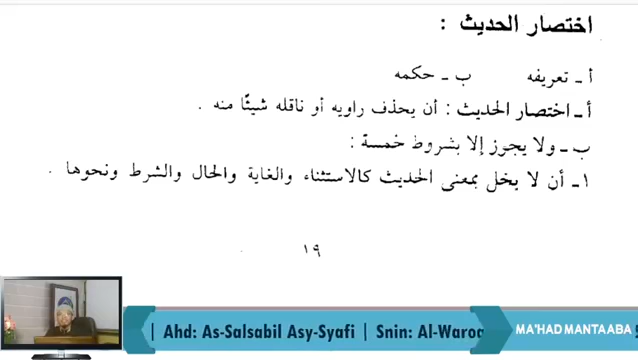 اختصار الحديث :
أ ـ تعريفه ب ـ حكمه
أ ـ اختصار الحديث : أن يحذف راويه أو ناقله شيئًا منه .
ب ـ ولا يجوز إلا بشروط خمسة :
١ ـ أن لا يخل بمعنى الحديث كالاستثناء والغاية والحال والشرط ونحوها .
١٩
| Ahd: As-Salsabil Asy-Syafi | Snin: Al-Waroa
MA'HAD MANTAABA